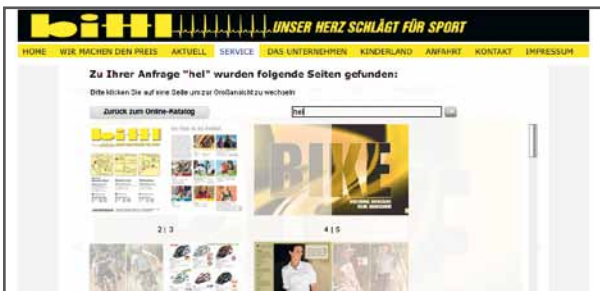 bittl UNSER HERZ SCHLÄGT FÜR SPORT
HOME WIR MACHEN DEN PREIS AKTUELL SERVICE DAS UNTERNEHMEN KINDERLAND ANFAHRT KONTAKT IMPRESSUM
Zu Ihrer Anfrage "hel" wurden folgende Seiten gefunden:
Bitte klicken Sie auf eine Seite um zur Großansicht zu wechseln
Zurück zum Online-Katalog hel
bittl
BIKE
2 | 3 4 | 5